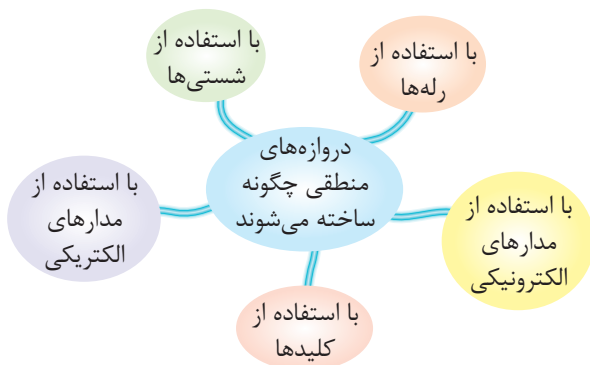 با استفاده از
رله‌ها
با استفاده از
شستی‌ها
دروازه‌های
منطقی چگونه
ساخته می‌شوند
با استفاده از
مدارهای
الکترونیکی
با استفاده از
مدارهای
الکتریکی
با استفاده از
کلیدها